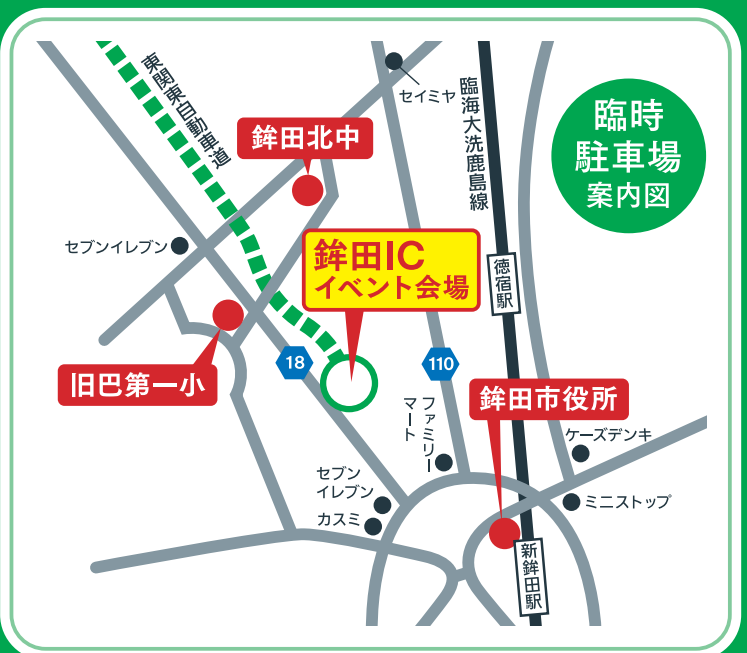 臨時
駐車場
案内図
東関東自動車道
セイミヤ
臨海大洗鹿島線
鉾田北中
セブンイレブン
鉾田IC
イベント会場
徳宿駅
旧巴第一小
18
110
鉾田市役所
ファミリー
マート
ケーズデンキ
セブン
イレブン
カスミ
ミニストップ
新鉾田駅